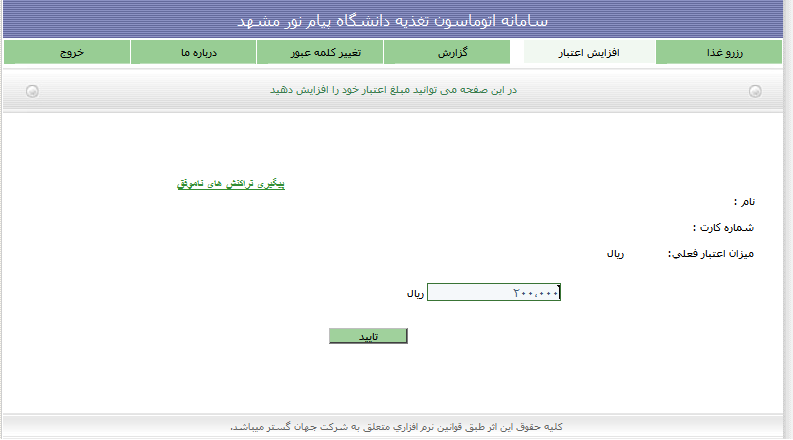 سامانه اتوماسون تغذیه دانشگاه پیام نور مشهد
رزرو غذا
افزایش اعتبار
گزارش
تغییر کلمه عبور
درباره ما
خروج
در این صفحه می توانید مبلغ اعتبار خود را افزایش دهید
پیگیری تراکنش های ناموفق
نام :
شماره کارت :
میزان اعتبار فعلي: ریال
۲۰۰،۰۰۰ ریال
تایید
کلیه حقوق این اثر طبق قوانین نرم افزاري متعلق به شرکت جهان گستر میباشد.